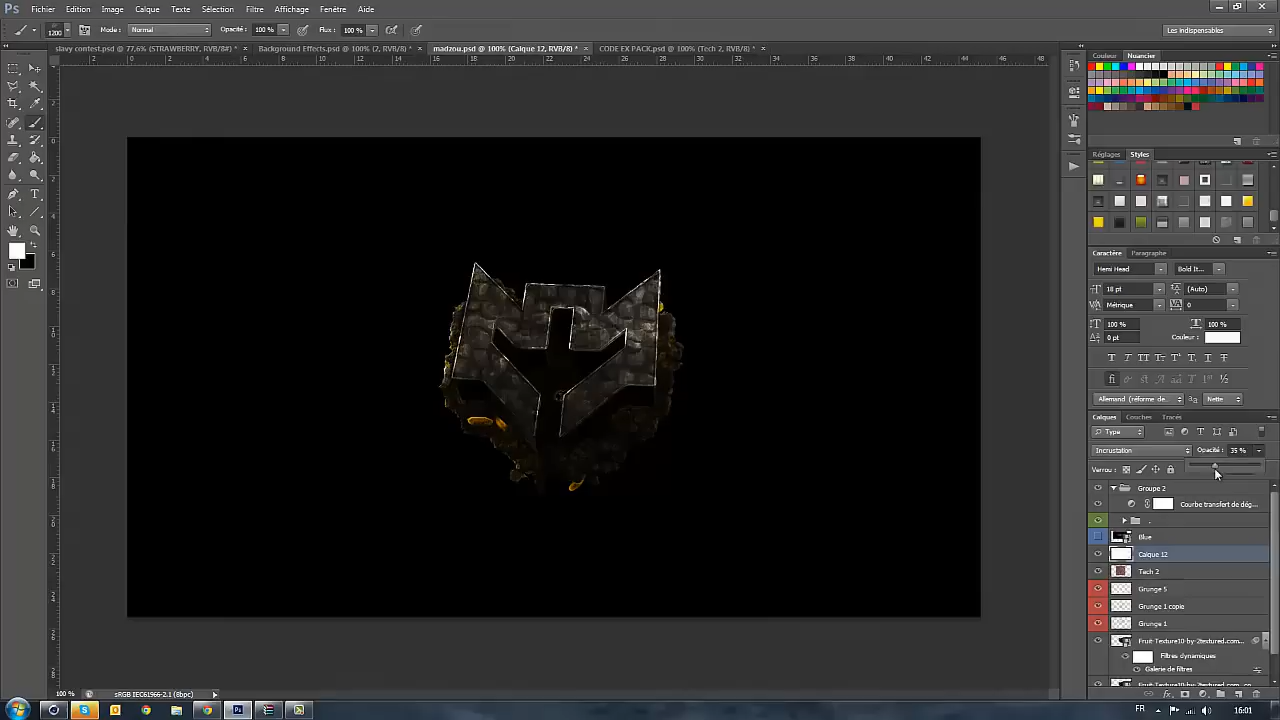 Ps Fichier Edition Image Calque Texte Sélection Filtre Affichage Fenêtre Aide
1200 Mode : Normal Opacité : 100 % Flux : 100 % Les indispensables
slavy contest.psd @ 77,6% (STRAWBERRY, RVB/8#) * × Background Effects.psd @ 100% (2, RVB/8) * × madzou.psd @ 100% (Calque 12, RVB/8) * × CODE EX PACK.psd @ 100% (Tech 2, RVB/8) * ×
Couleur Nuancier
Réglages Styles
Caractère Paragraphe
Hemi Head Bold It...
18 pt (Auto)
Métrique 0
100 % 100 %
0 pt Couleur :
Allemand (réforme de... Nette
Calques Couches Tracés
Type
Incrustation Opacité : 35 %
Verrou :
Groupe 2
Courbe transfert de dég...
.
Blue
Calque 12
Tech 2
Grunge 5
Grunge 1 copie
Grunge 1
Fruit-Texture10-by-2textured.com...
Filtres dynamiques
Galerie de filtres
100 % sRGB IEC61966-2.1 (8bpc)
FR 16:01